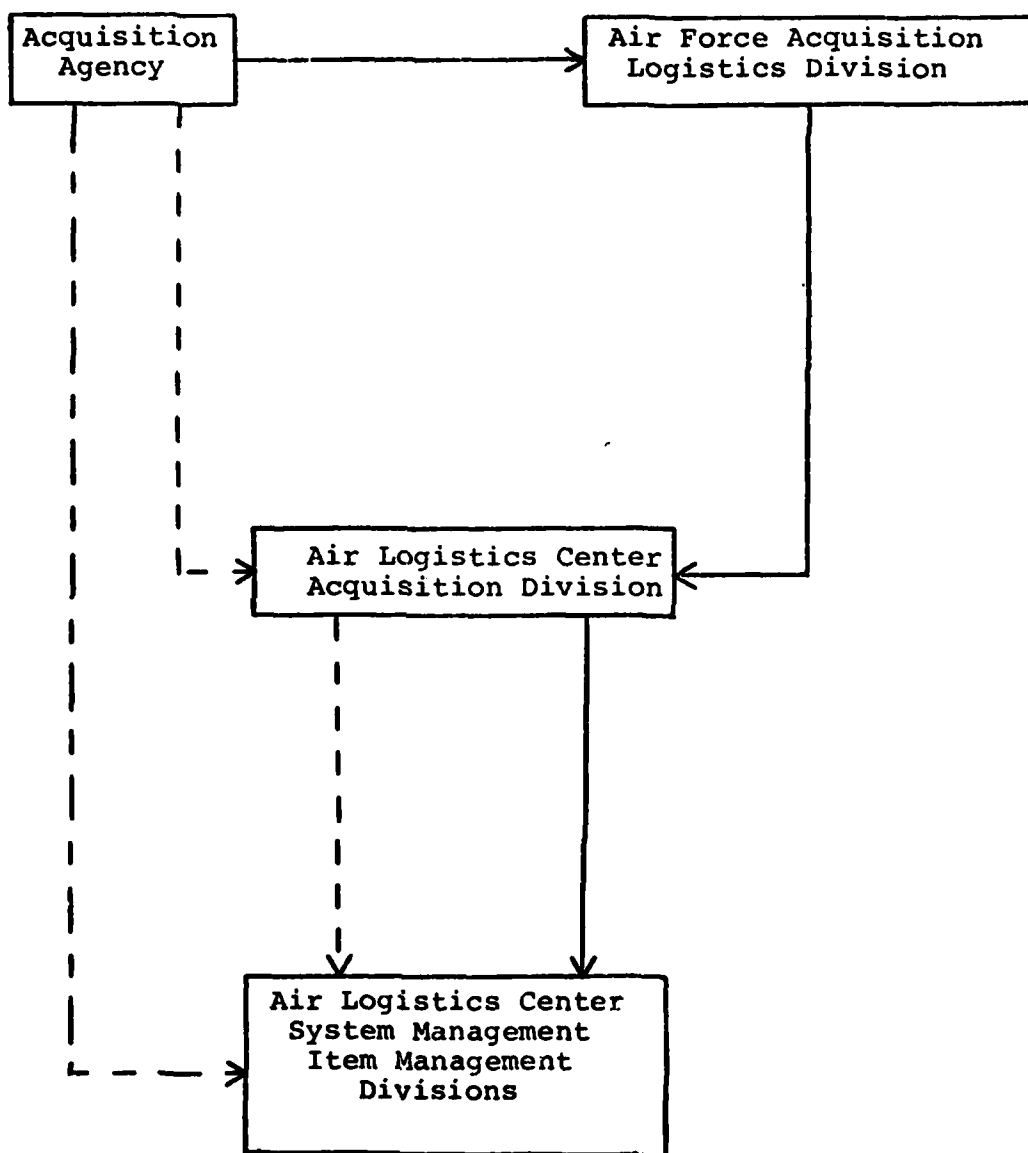 Acquisition
Agency
Air Force Acquisition
Logistics Division
Air Logistics Center
Acquisition Division
Air Logistics Center
System Management
Item Management
Divisions